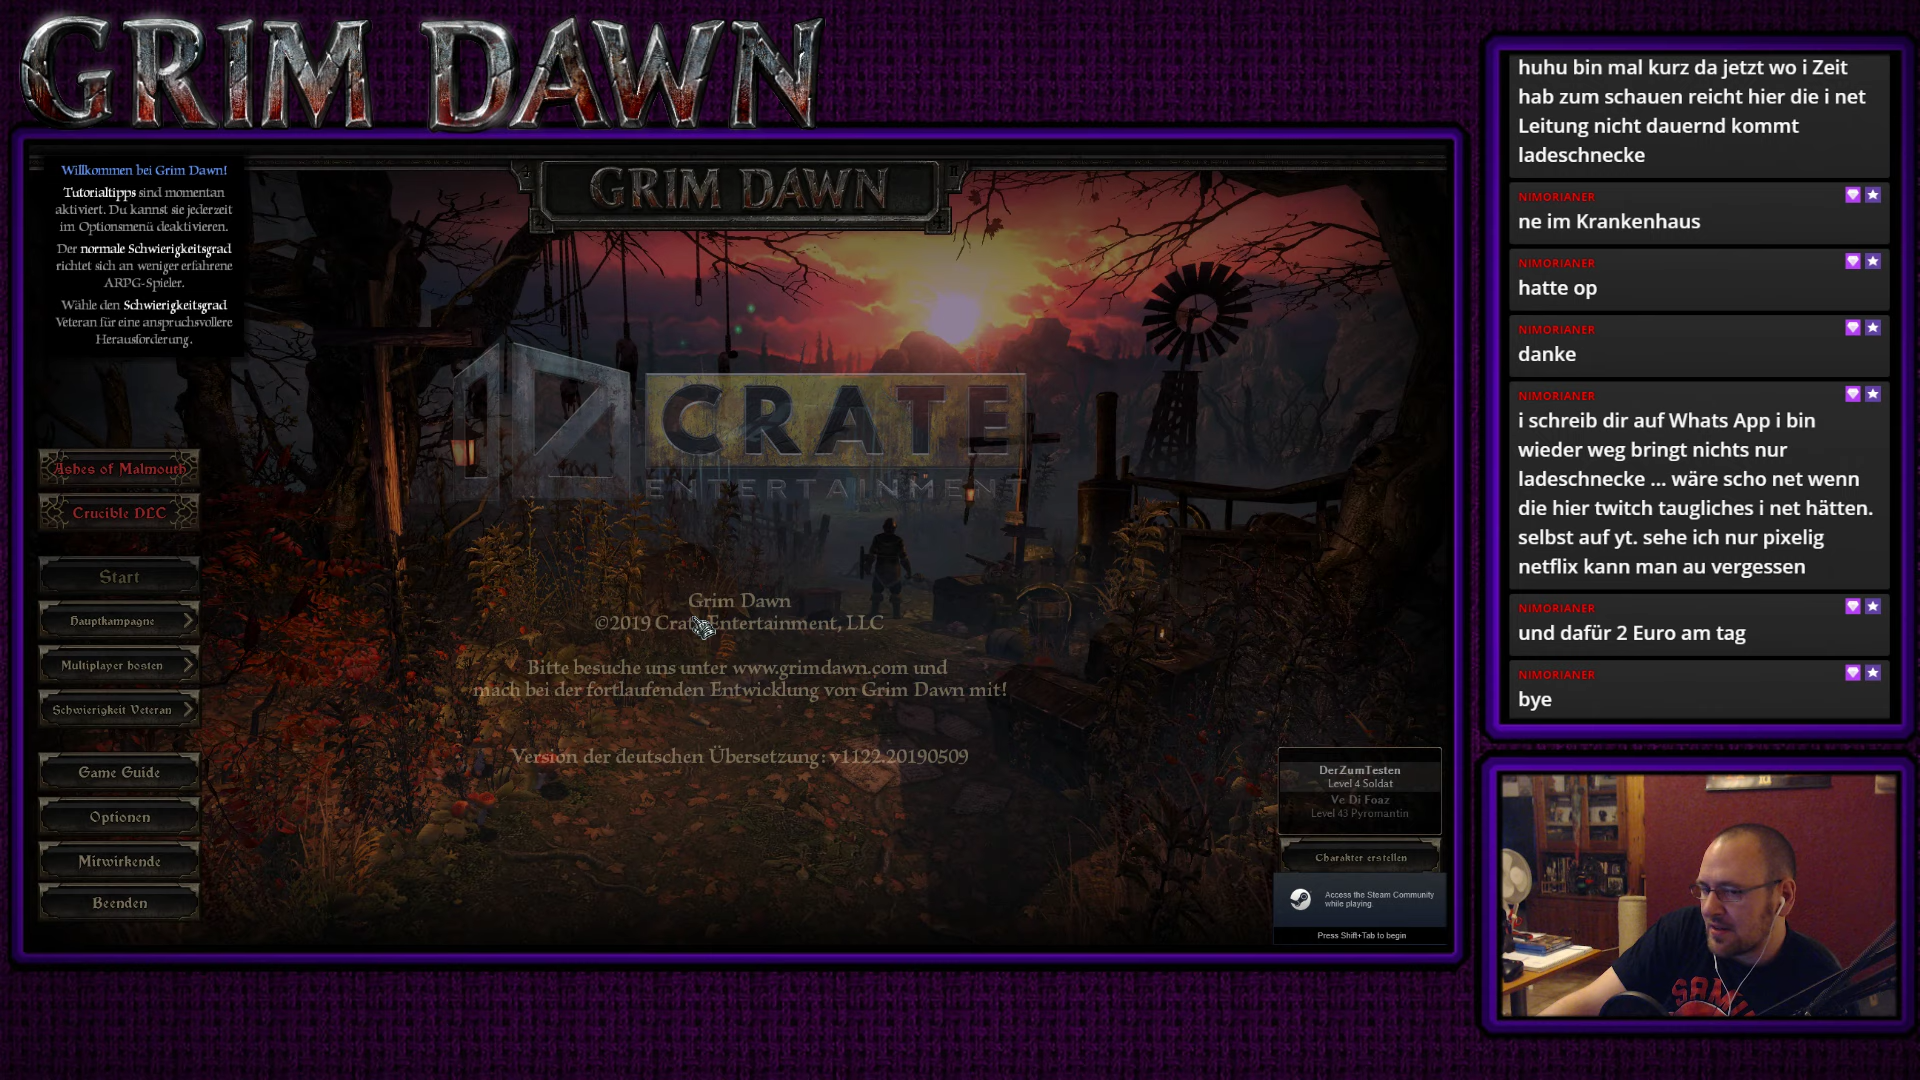 GRIM DAWN
Willkommen bei Grim Dawn!
Tutorialtipps sind momentan
aktiviert. Du kannst sie jederzeit
im Optionsmenü deaktivieren.
Der normale Schwierigkeitsgrad
richtet sich an weniger erfahrene
ARPG-Spieler.
Wähle den Schwierigkeitsgrad
Veteran für eine anspruchsvollere
Herausforderung.
GRIM DAWN
CRATE
ENTERTAINMENT
Ashes of Malmouth
Crucible DLC
Start
Hauptkampagne
Multiplayer hosten
Schwierigkeit Veteran
Game Guide
Optionen
Mitwirkende
Beenden
Grim Dawn
©2019 Crate Entertainment, LLC
Bitte besuche uns unter www.grimdawn.com und
mach bei der fortlaufenden Entwicklung von Grim Dawn mit!
Version der deutschen Übersetzung: v1122.20190509
DerZumTesten
Level 4 Soldat
Ve Di Foaz
Level 43 Pyromantin
Charakter erstellen
Access the Steam Community
while playing.
Press Shift+Tab to begin
huhu bin mal kurz da jetzt wo i Zeit
hab zum schauen reicht hier die i net
Leitung nicht dauernd kommt
ladeschnecke
NIMORIANER
ne im Krankenhaus
NIMORIANER
hatte op
NIMORIANER
danke
NIMORIANER
i schreib dir auf Whats App i bin
wieder weg bringt nichts nur
ladeschnecke ... wäre scho net wenn
die hier twitch taugliches i net hätten.
selbst auf yt. sehe ich nur pixelig
netflix kann man au vergessen
NIMORIANER
und dafür 2 Euro am tag
NIMORIANER
bye